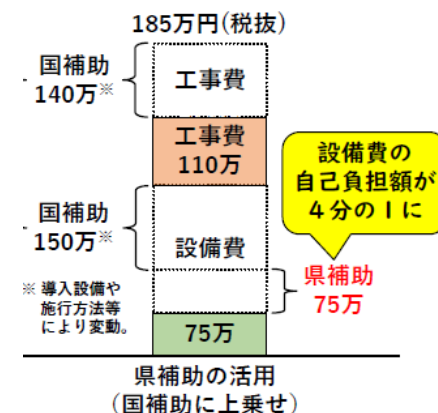 185万円(税抜)
国補助
140万※
工事費
工事費
110万
設備費の
自己負担額が
4分の1に
国補助
150万※
設備費
県補助
75万
※ 導入設備や
施行方法等
により変動。
75万
県補助の活用
(国補助に上乗せ)